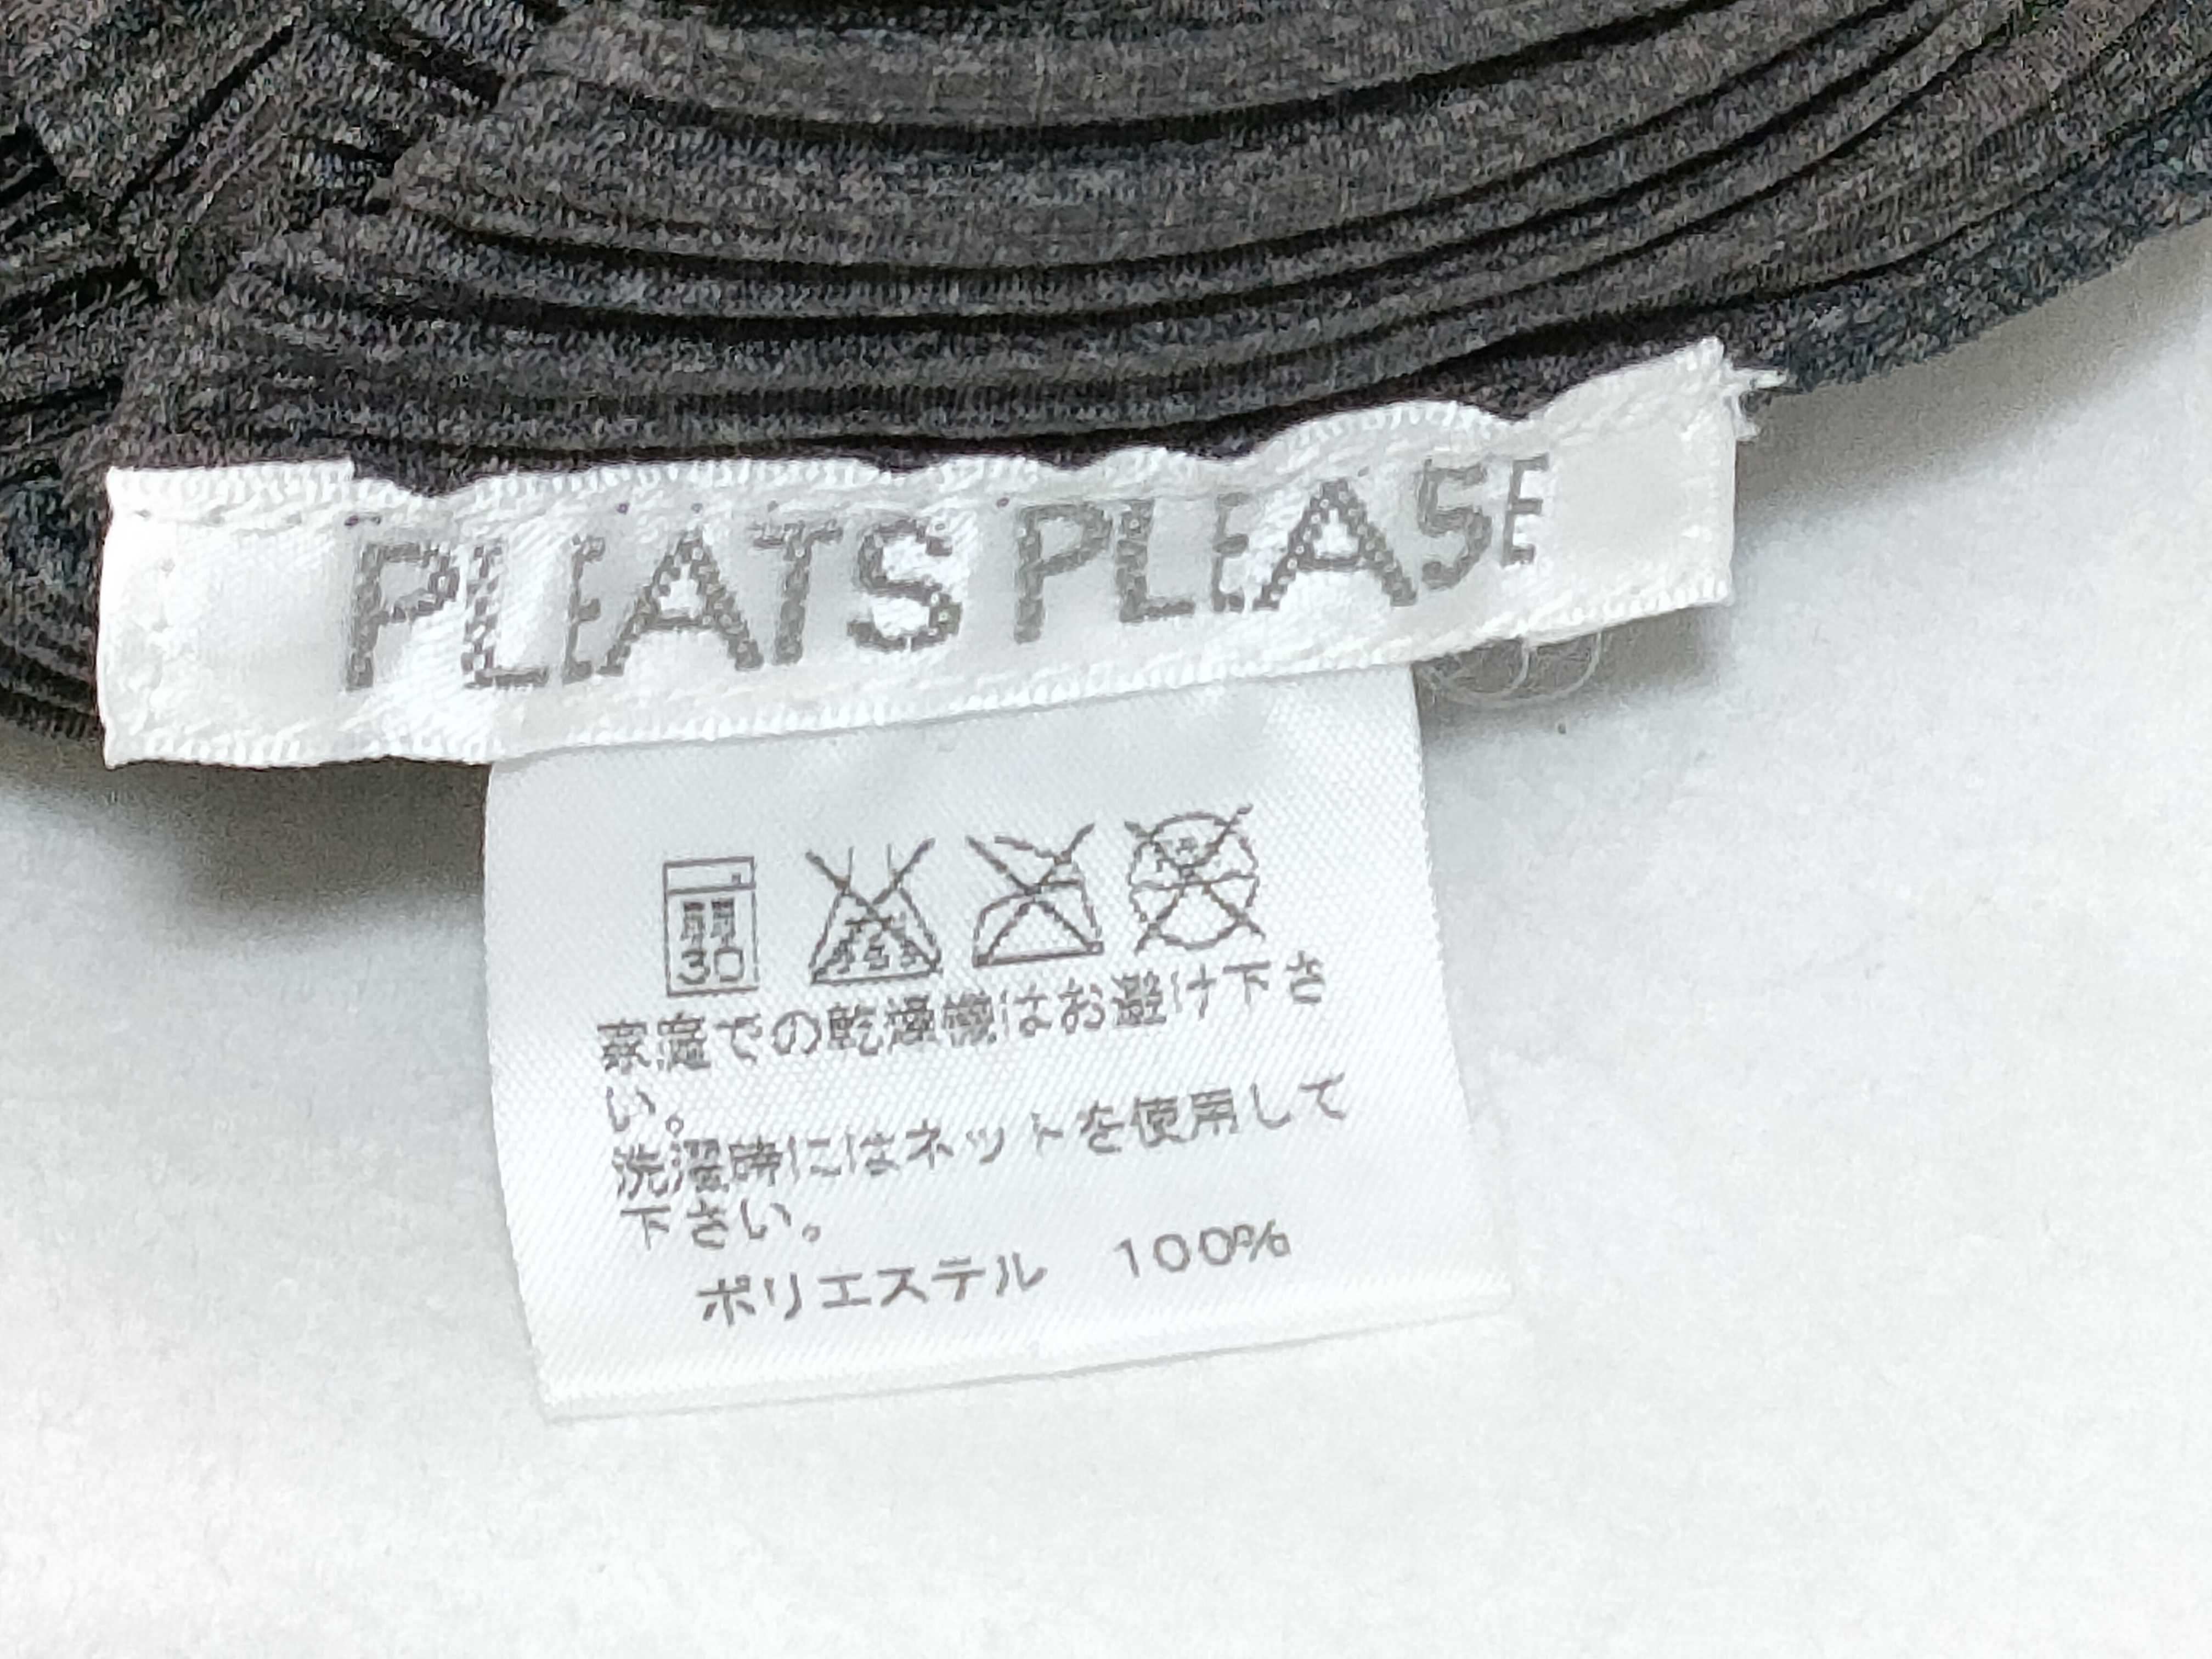 PLEATS PLEASE
弱
30
家庭での乾燥機はお避け下さ
い。
洗濯時にはネットを使用して
下さい。
ポリエステル 100%